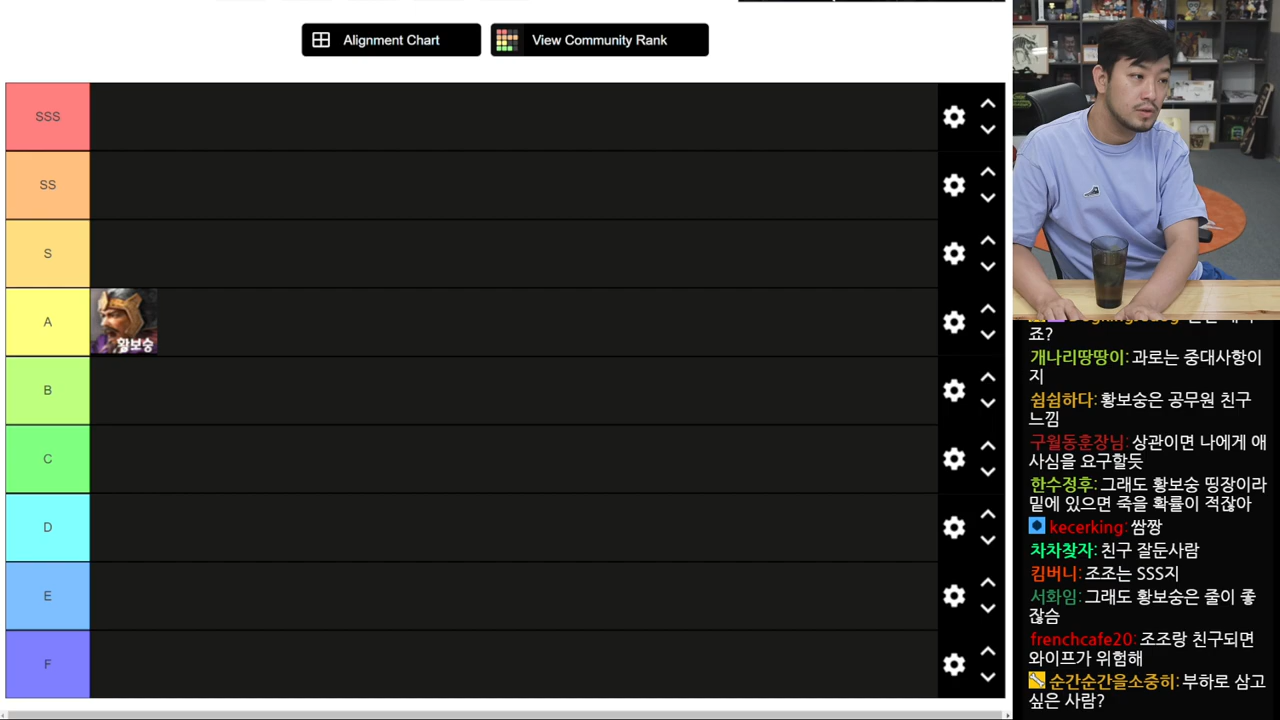 Alignment Chart
View Community Rank
SSS
SS
S
A
황보숭
B
C
D
E
F
죠?
개나리땅땅이: 과로는 중대사항이
지
쉼쉼하다: 황보숭은 공무원 친구
느낌
구월동훈장님: 상관이면 나에게 애
사심을 요구할듯
한수정후: 그래도 황보숭 띵장이라
밑에 있으면 죽을 확률이 적잖아
kecerking: 쌈짱
차차찾자: 친구 잘둔사람
킴버니: 조조는 SSS지
서화임: 그래도 황보숭은 줄이 좋
잖슴
frenchcafe20: 조조랑 친구되면
와이프가 위험해
순간순간을소중히: 부하로 삼고
싶은 사람?